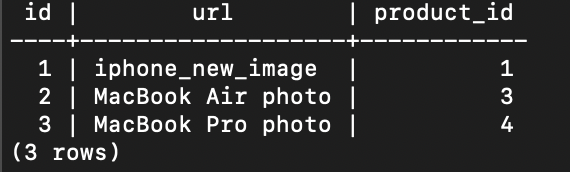 id |       url        | product_id
----+------------------+------------
  1 | iphone_new_image |          1
  2 | MacBook Air photo |          3
  3 | MacBook Pro photo |          4
(3 rows)